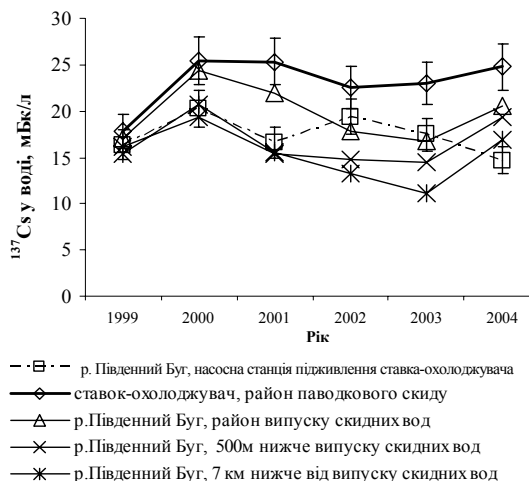 30
25
20
15
10
5
0
¹³⁷Cs у воді, мБк/л
1999 2000 2001 2002 2003 2004
Рік
р. Південний Буг, насосна станція підживлення ставка-охолоджувача
ставок-охолоджувач, район паводкового скиду
р.Південний Буг, район випуску скидних вод
р.Південний Буг, 500м нижче випуску скидних вод
р.Південний Буг, 7 км нижче від випуску скидних вод